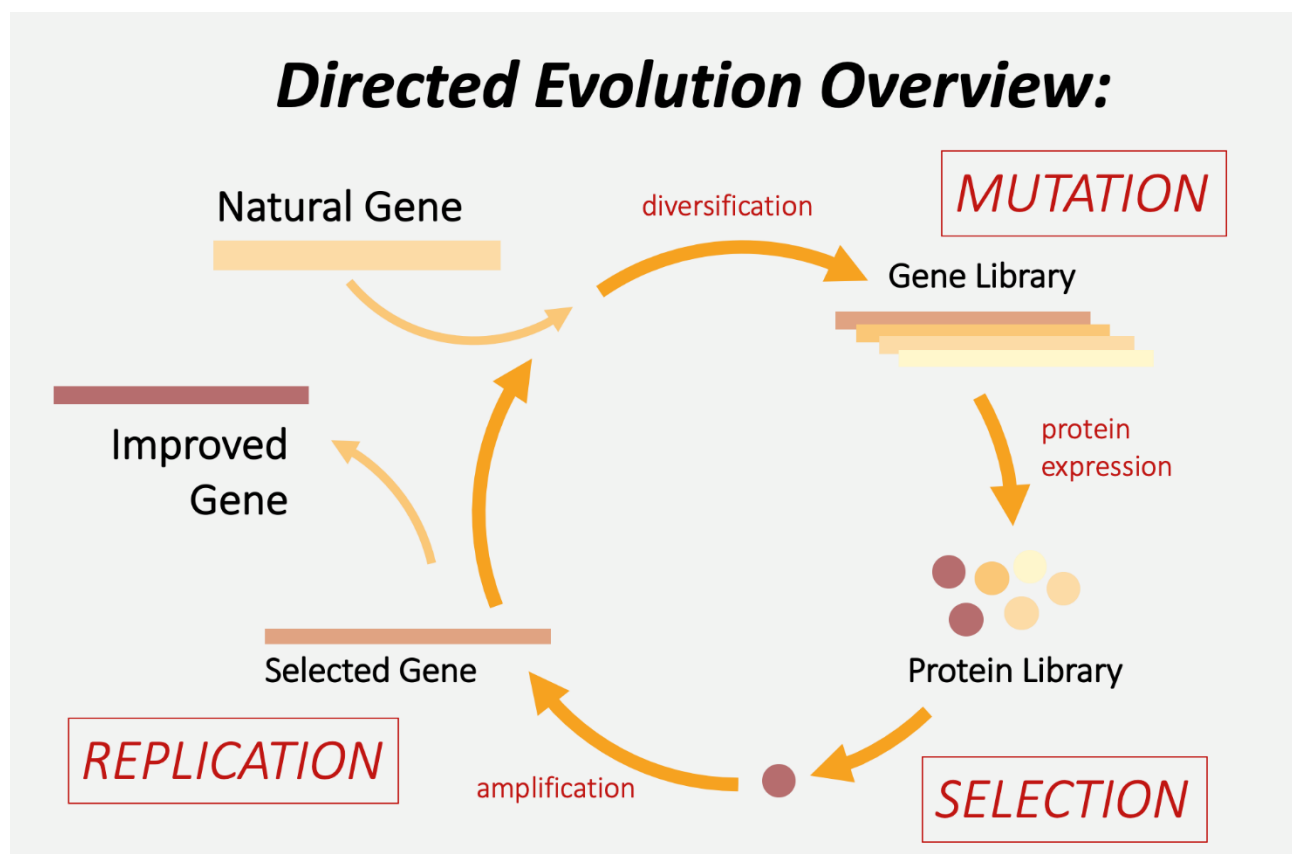 Directed Evolution Overview:
MUTATION
Natural Gene
diversification
Gene Library
Improved
Gene
protein
expression
Selected Gene
Protein Library
REPLICATION
amplification
SELECTION